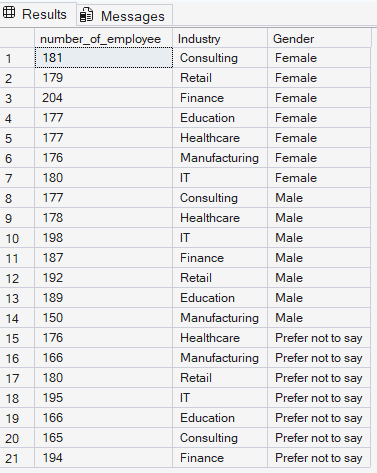 Results Messages
number_of_employee Industry Gender
1 181 Consulting Female
2 179 Retail Female
3 204 Finance Female
4 177 Education Female
5 177 Healthcare Female
6 176 Manufacturing Female
7 180 IT Female
8 177 Consulting Male
9 178 Healthcare Male
10 198 IT Male
11 187 Finance Male
12 192 Retail Male
13 189 Education Male
14 150 Manufacturing Male
15 176 Healthcare Prefer not to say
16 166 Manufacturing Prefer not to say
17 180 Retail Prefer not to say
18 195 IT Prefer not to say
19 166 Education Prefer not to say
20 165 Consulting Prefer not to say
21 194 Finance Prefer not to say